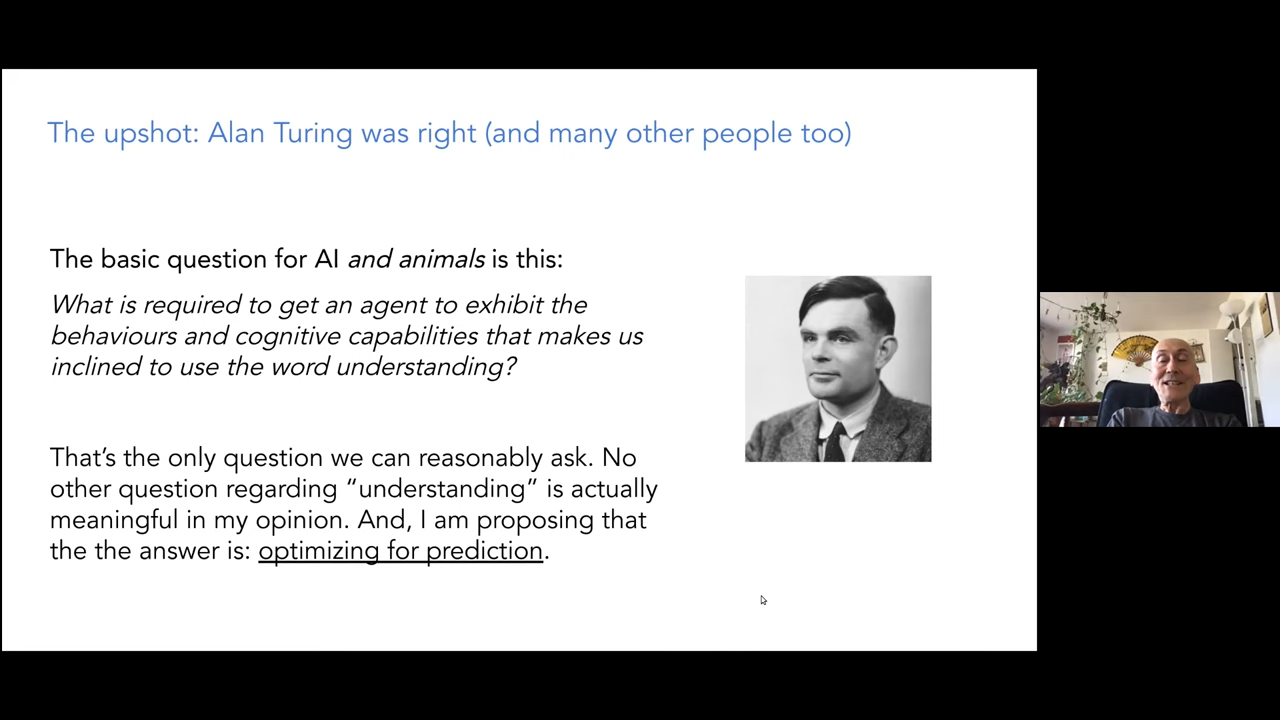 The upshot: Alan Turing was right (and many other people too)
The basic question for AI and animals is this:
What is required to get an agent to exhibit the
behaviours and cognitive capabilities that makes us
inclined to use the word understanding?
That’s the only question we can reasonably ask. No
other question regarding “understanding” is actually
meaningful in my opinion. And, I am proposing that
the the answer is: optimizing for prediction.